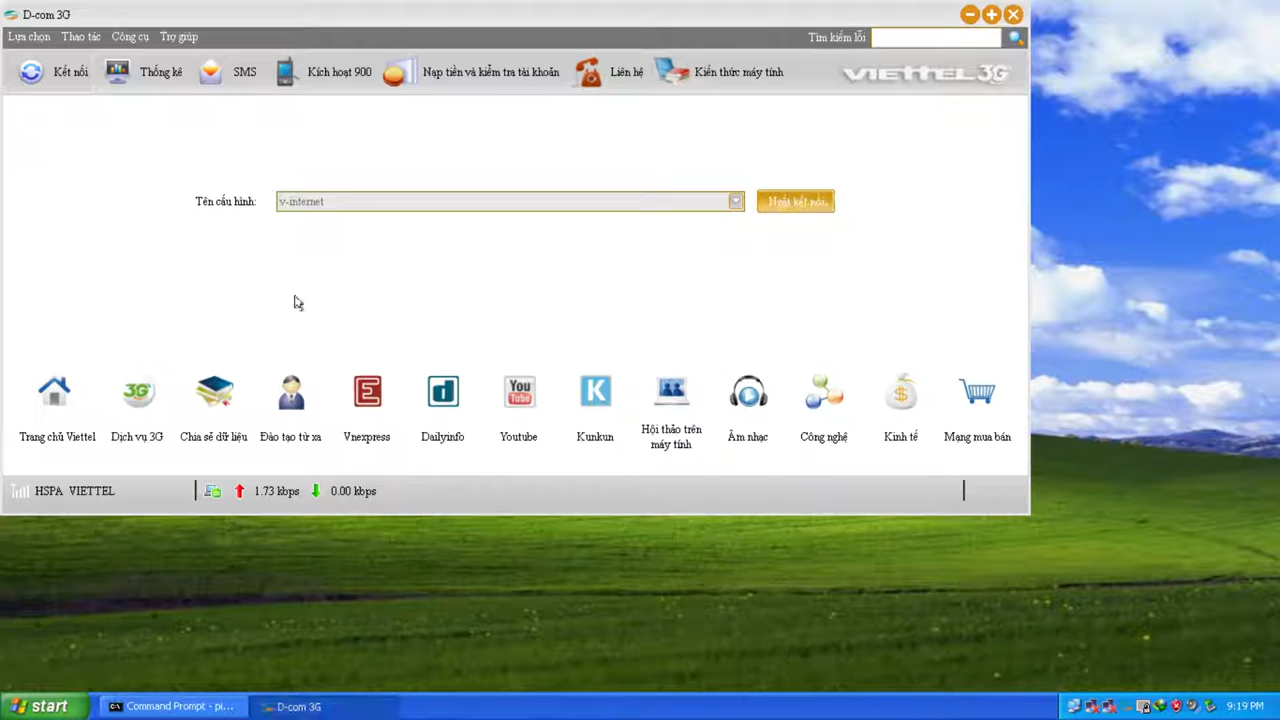 D-com 3G
Lựa chọn Thao tác Công cụ Trợ giúp Tìm kiếm lỗi
Kết nối Thống kê SMS Kích hoạt 900 Nạp tiền và kiểm tra tài khoản Liên hệ Kiến thức máy tính VIETTEL 3G
Tên cấu hình: v-internet Ngắt kết nối
3G E d You Tube K $
Trang chủ Viettel Dịch vụ 3G Chia sẽ dữ liệu Đào tạo từ xa Vnexpress Dailyinfo Youtube Kunkun Hội thảo trên Âm nhạc Công nghệ Kinh tế Mạng mua bán
máy tính
HSPA VIETTEL 1.73 kbps 0.00 kbps
start Command Prompt - pi... D-com 3G 9:19 PM